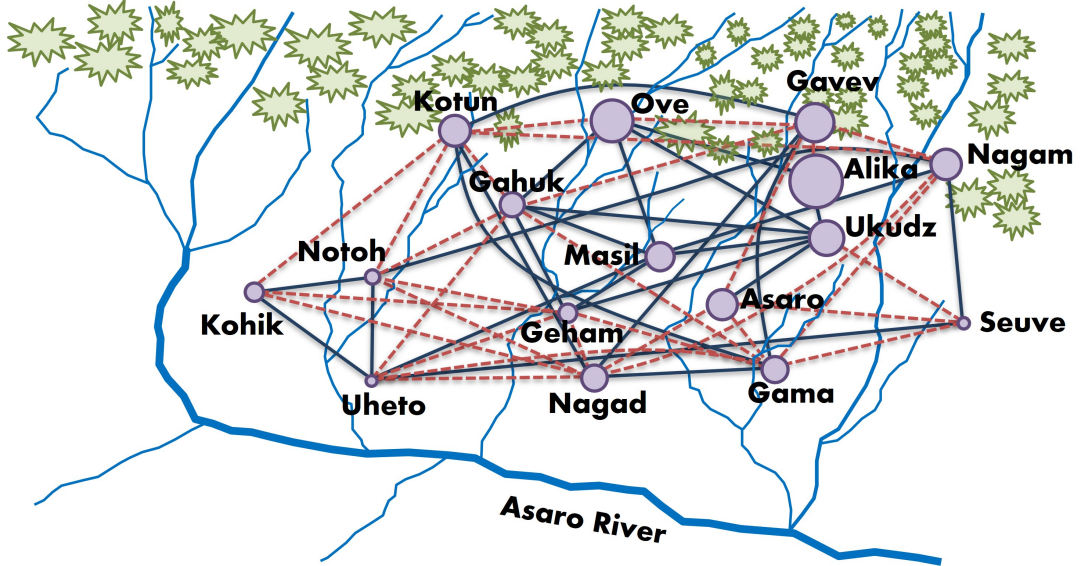 Gavev
Kotun
Ove
Nagam
Alika
Gahuk
Ukudz
Notoh
Masil
Asaro
Kohik
Geham
Seuve
Uheto
Nagad
Gama
Asaro River